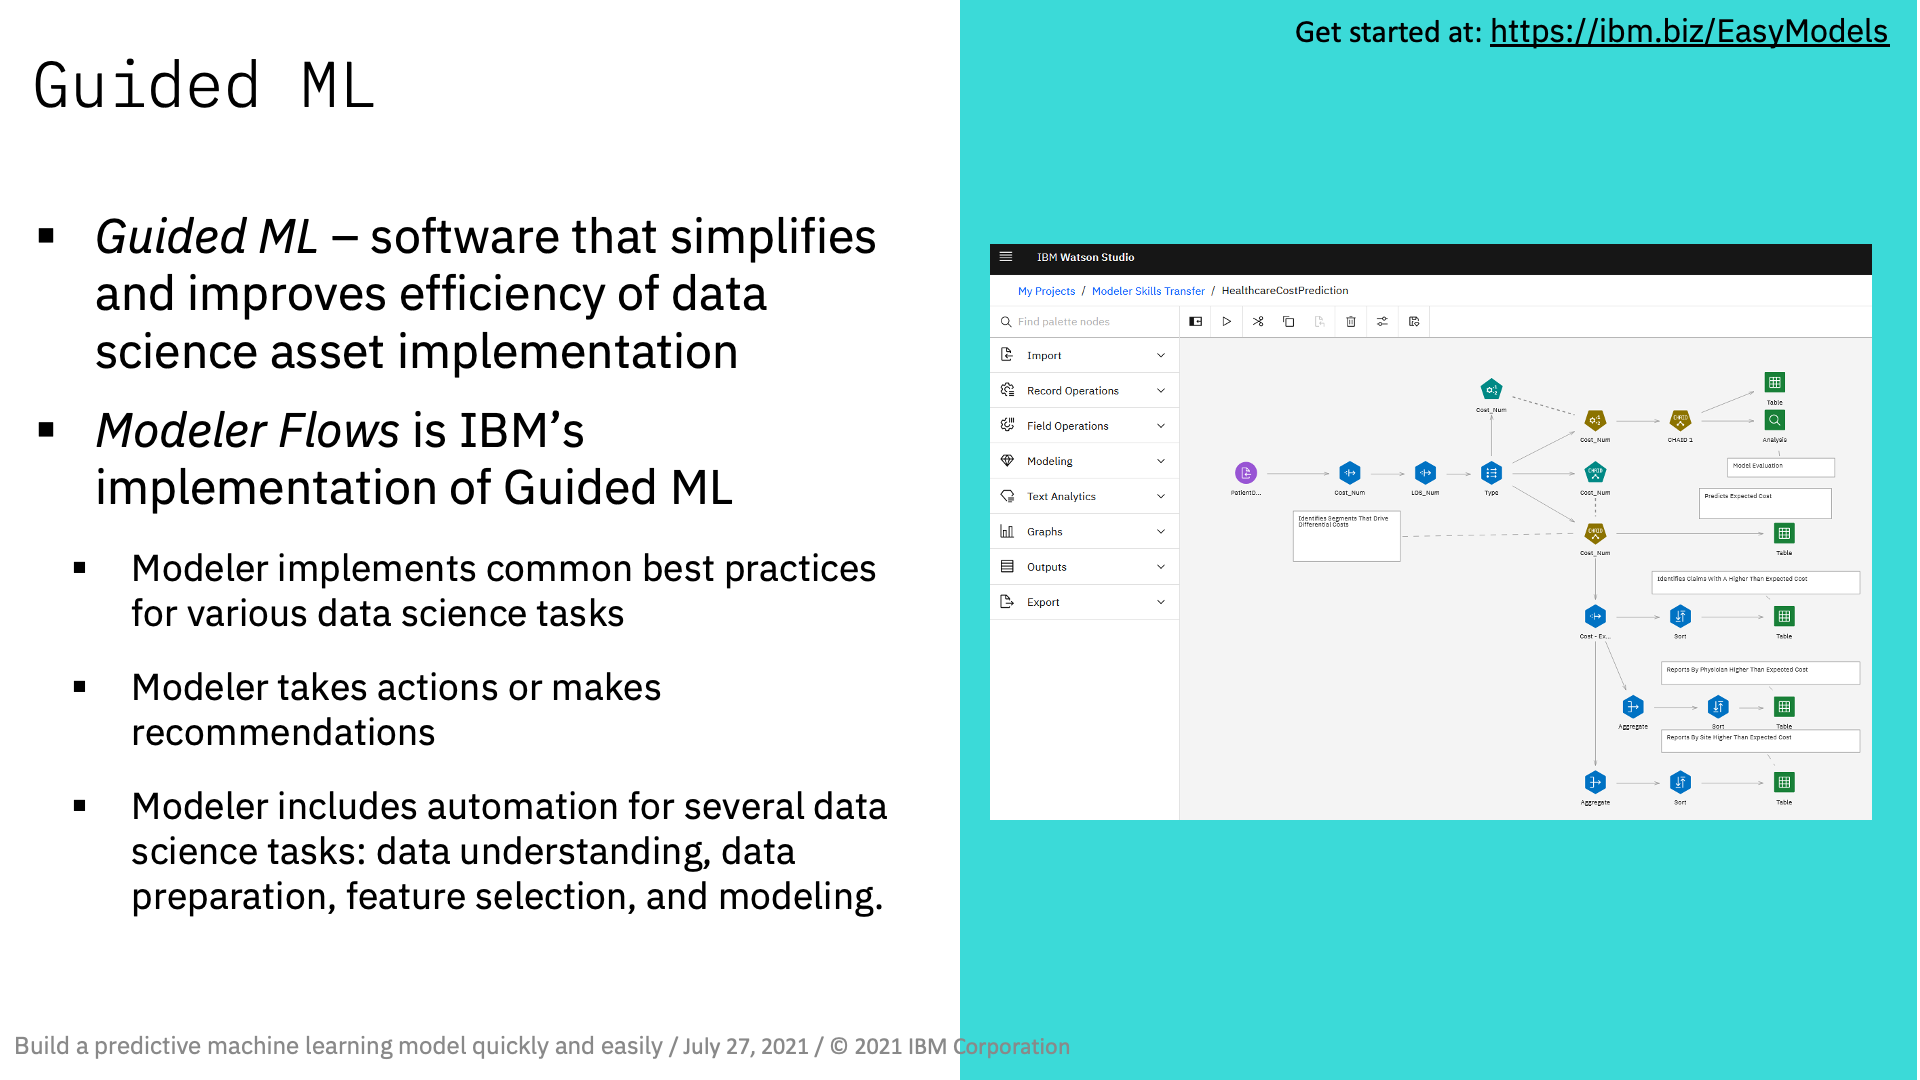 Get started at: https://ibm.biz/EasyModels
Guided ML
▪ Guided ML – software that simplifies
and improves efficiency of data
science asset implementation
▪ Modeler Flows is IBM’s
implementation of Guided ML
▪ Modeler implements common best practices
for various data science tasks
▪ Modeler takes actions or makes
recommendations
▪ Modeler includes automation for several data
science tasks: data understanding, data
preparation, feature selection, and modeling.
IBM Watson Studio
My Projects / Modeler Skills Transfer / HealthcareCostPrediction
Find palette nodes
Import
Record Operations
Field Operations
Modeling
Text Analytics
Graphs
Outputs
Export
Cost_Num
Cost_Num
CHAID 1
Table
Analysis
Model Evaluation
PatientD...
Cost_Num
LOS_Num
Type
CHAID
Cost_Num
Predicts Expected Cost
Identifies Segments That Drive
Differential Costs
CHAID
Cost_Num
Table
Identifies Claims With A Higher Than Expected Cost
Cost - Ex...
Sort
Table
Reports By Physician Higher Than Expected Cost
Aggregate
Sort
Table
Reports By Site Higher Than Expected Cost
Aggregate
Sort
Table
Build a predictive machine learning model quickly and easily / July 27, 2021 / © 2021 IBM Corporation